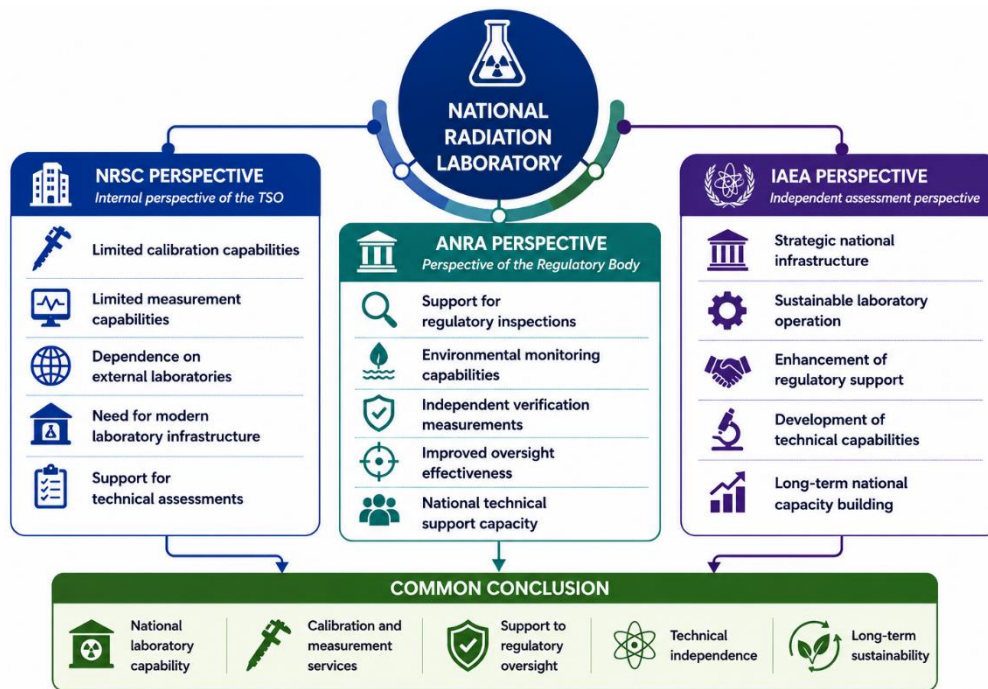 NATIONAL
RADIATION
LABORATORY
NRSC PERSPECTIVE
Internal perspective of the TSO
Limited calibration capabilities
Limited measurement
capabilities
Dependence on
external laboratories
Need for modern
laboratory infrastructure
Support for
technical assessments
ANRA PERSPECTIVE
Perspective of the Regulatory Body
Support for
regulatory inspections
Environmental monitoring
capabilities
Independent verification
measurements
Improved oversight
effectiveness
National technical
support capacity
IAEA PERSPECTIVE
Independent assessment perspective
Strategic national
infrastructure
Sustainable laboratory
operation
Enhancement of
regulatory support
Development of
technical capabilities
Long-term national
capacity building
COMMON CONCLUSION
National
laboratory
capability
Calibration and
measurement
services
Support to
regulatory
oversight
Technical
independence
Long-term
sustainability